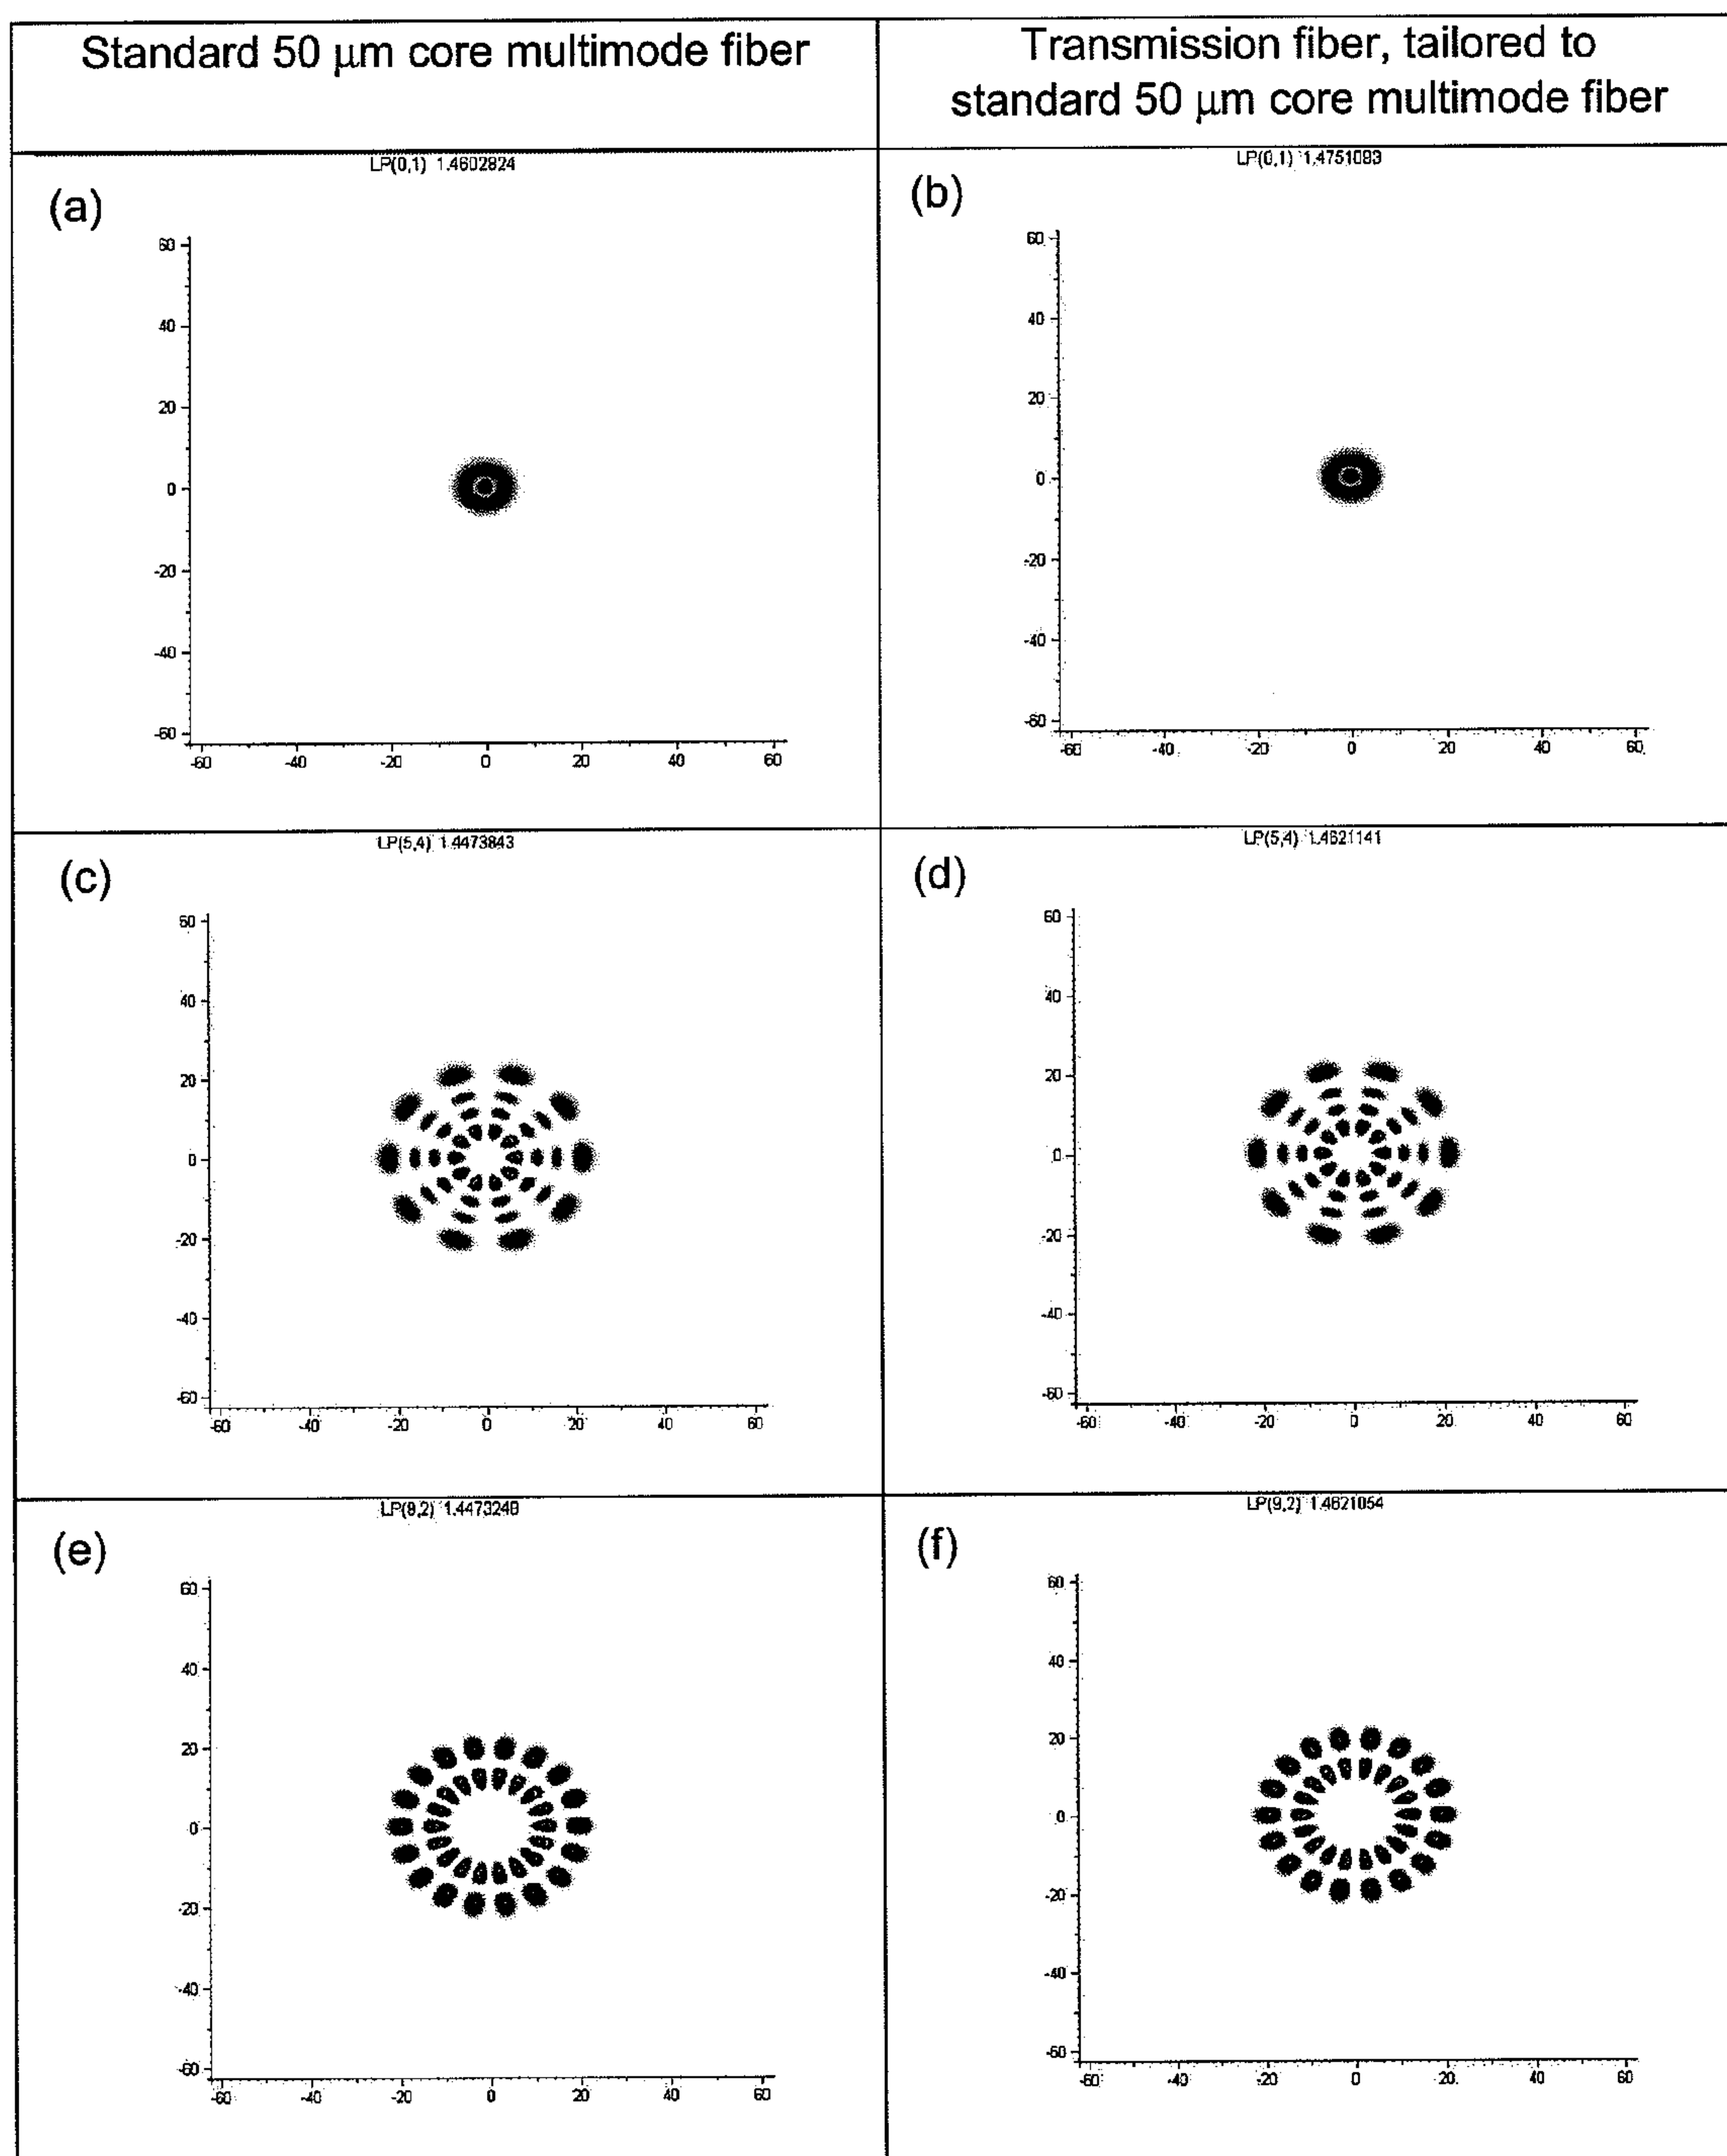 Standard 50 μm core multimode fiber
Transmission fiber, tailored to
standard 50 μm core multimode fiber
LP(0,1) 1.4602824
(a)
60
40
20
0
-20
-40
-60
-60 -40 -20 0 20 40 60
LP(0,1) 1.4751093
(b)
60
40
20
0
-20
-40
-60
-60 -40 -20 0 20 40 60
LP(5,4) 1.4473843
(c)
60
40
20
0
-20
-40
-60
-60 -40 -20 0 20 40 60
LP(5,4) 1.4621141
(d)
60
40
20
0
-20
-40
-60
-60 -40 -20 0 20 40 60
(e)
60
40
20
0
-20
-40
-60
-60 -40 -20 0 20 40 60
LP(9,2) 1.4621054
(f)
60
40
20
0
-20
-40
-60
-60 -40 -20 0 20 40 60